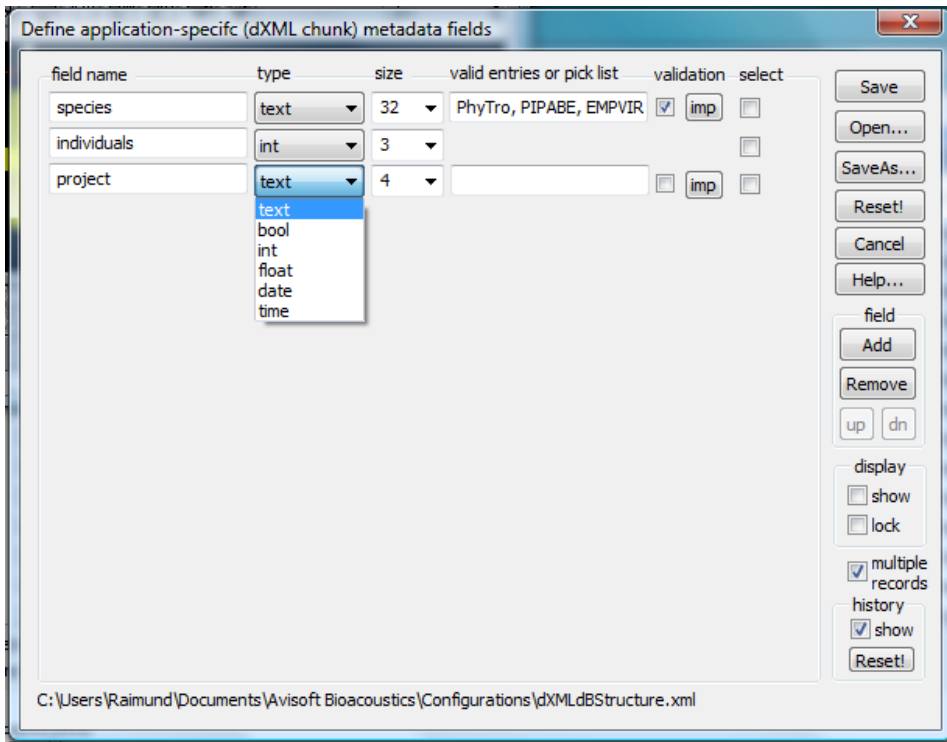 Define application-specifc (dXML chunk) metadata fields
field name type size valid entries or pick list validation select
species text 32 PhyTro, PIPABE, EMPVIR imp
individuals int 3
project text 4 imp
text
bool
int
float
date
time
Save
Open...
SaveAs...
Reset!
Cancel
Help...
field
Add
Remove
up dn
display
show
lock
multiple
records
history
show
Reset!
C:\Users\Raimund\Documents\Avisoft Bioacoustics\Configurations\dXMLdBStructure.xml